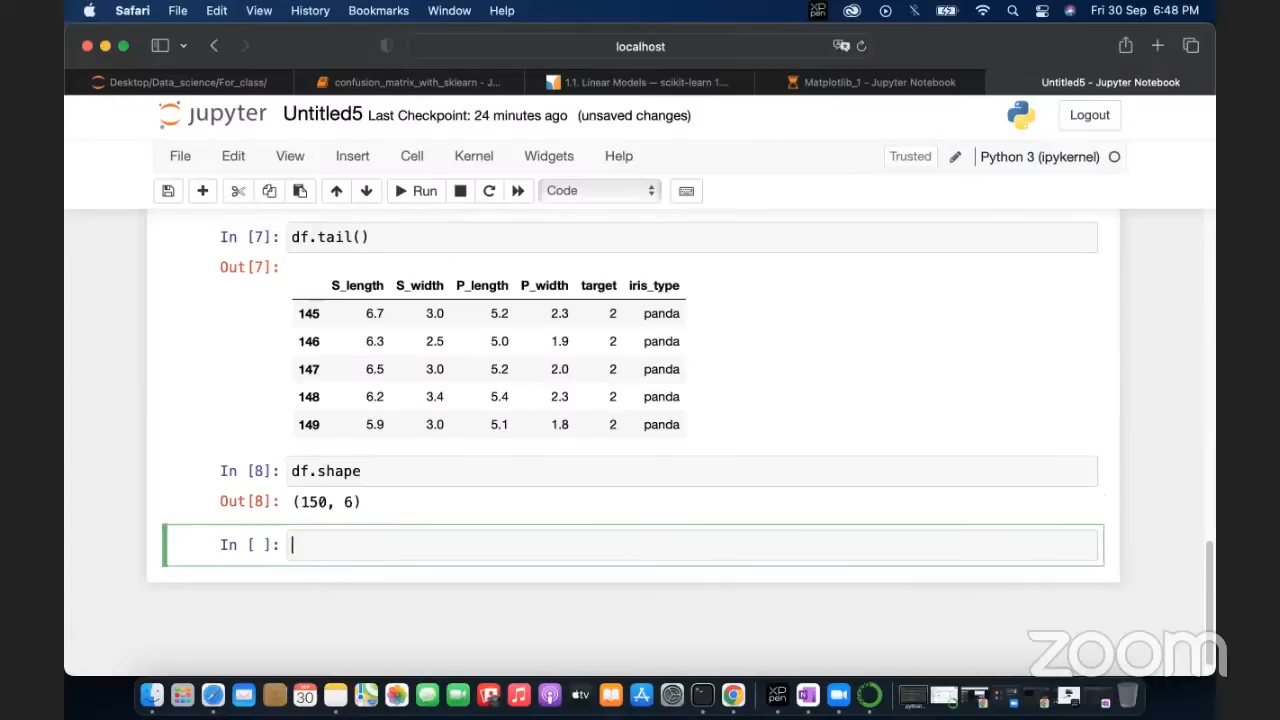 Safari File Edit View History Bookmarks Window Help XP PEN Fri 30 Sep 6:48 PM
localhost
Desktop/Data_science/For_class/ confusion_matrix_with_sklearn - J... 1.1. Linear Models — scikit-learn 1.... Matplotlib_1 - Jupyter Notebook Untitled5 - Jupyter Notebook
jupyter Untitled5 Last Checkpoint: 24 minutes ago (unsaved changes) Logout
File Edit View Insert Cell Kernel Widgets Help Trusted Python 3 (ipykernel)
Run Code
In [7]: df.tail()
Out[7]:
S_length S_width P_length P_width target iris_type
145 6.7 3.0 5.2 2.3 2 panda
146 6.3 2.5 5.0 1.9 2 panda
147 6.5 3.0 5.2 2.0 2 panda
148 6.2 3.4 5.4 2.3 2 panda
149 5.9 3.0 5.1 1.8 2 panda
In [8]: df.shape
Out[8]: (150, 6)
In [ ]:
zoom
SEP 30 tv XP PEN N